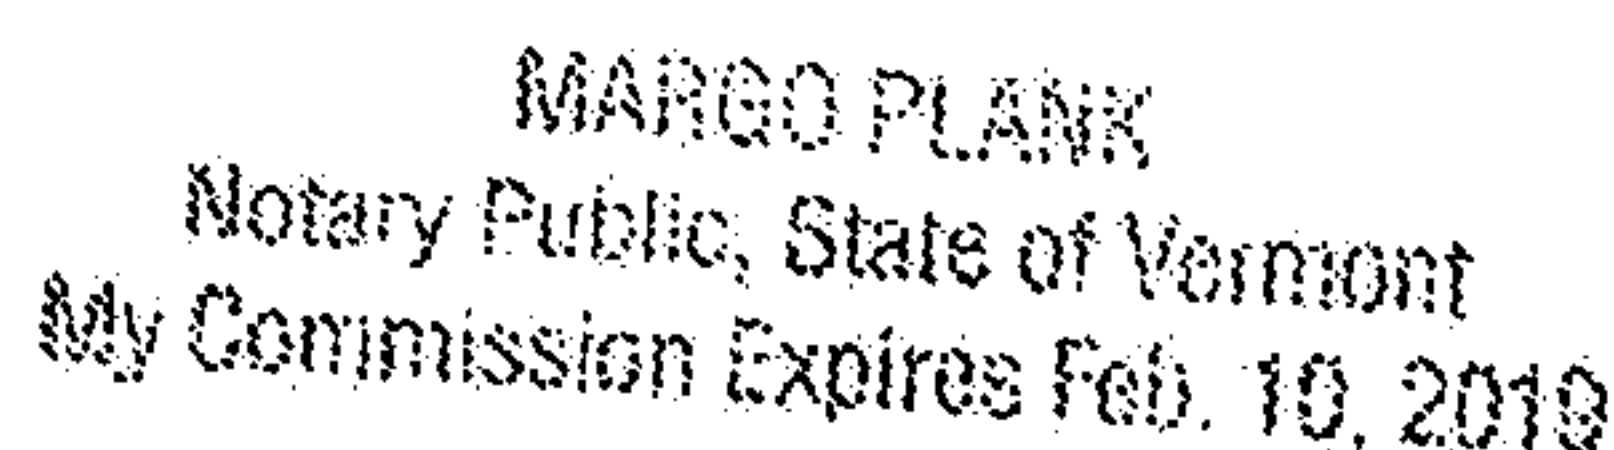 MARGO PLANK
Notary Public, State of Vermont
My Commission Expires Feb. 10, 2019